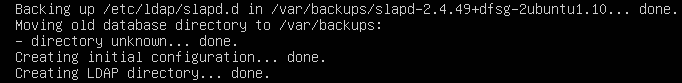 Backing up /etc/ldap/slapd.d in /var/backups/slapd-2.4.49+dfsg-2ubuntu1.10... done.
Moving old database directory to /var/backups:
- directory unknown... done.
Creating initial configuration... done.
Creating LDAP directory... done.